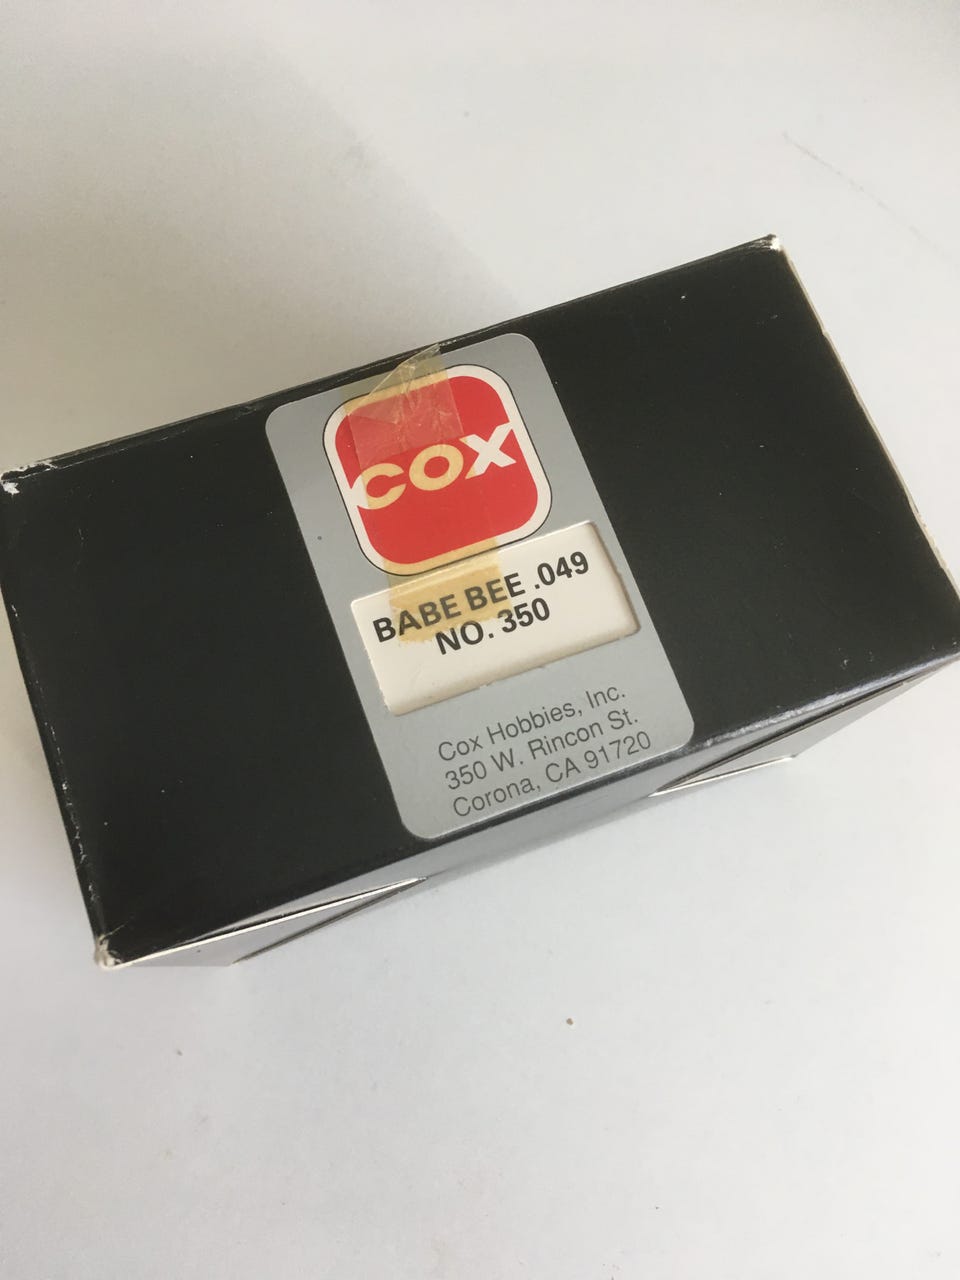 COX
BABE BEE .049
NO. 350
Cox Hobbies, Inc.
350 W. Rincon St.
Corona, CA 91720